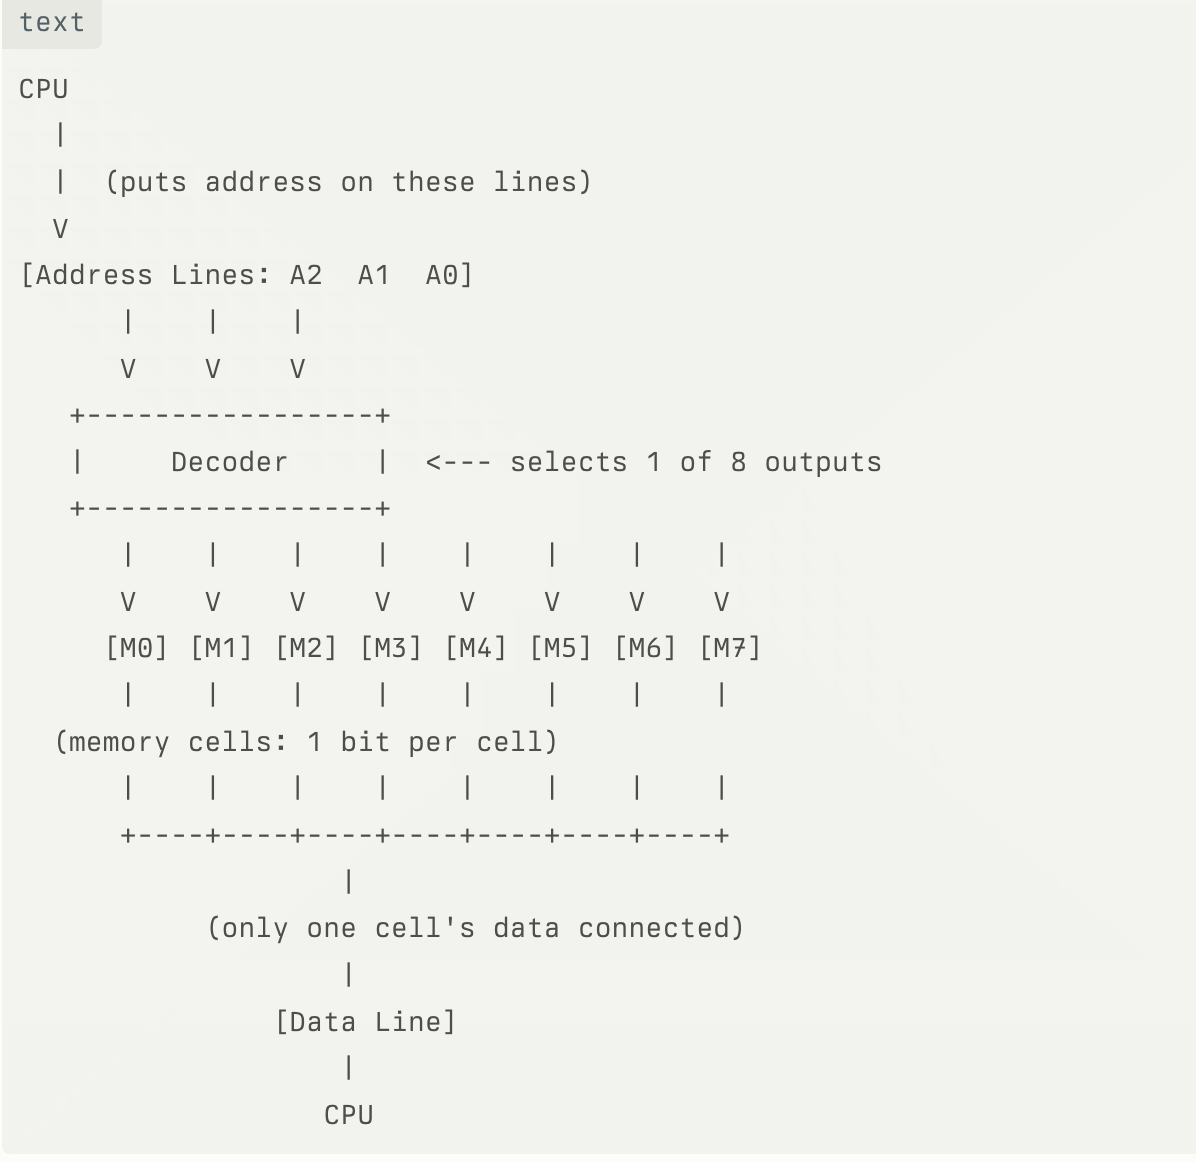 text
CPU
  |
  |  (puts address on these lines)
  V
[Address Lines: A2  A1  A0]
      |    |    |
      V    V    V
   +-----------------+
   |     Decoder     |  <--- selects 1 of 8 outputs
   +-----------------+
      |    |    |    |    |    |    |    |
      V    V    V    V    V    V    V    V
     [M0] [M1] [M2] [M3] [M4] [M5] [M6] [M7]
      |    |    |    |    |    |    |    |
  (memory cells: 1 bit per cell)
      |    |    |    |    |    |    |    |
      +----+----+----+----+----+----+----+
                   |
           (only one cell's data connected)
                   |
               [Data Line]
                   |
                  CPU